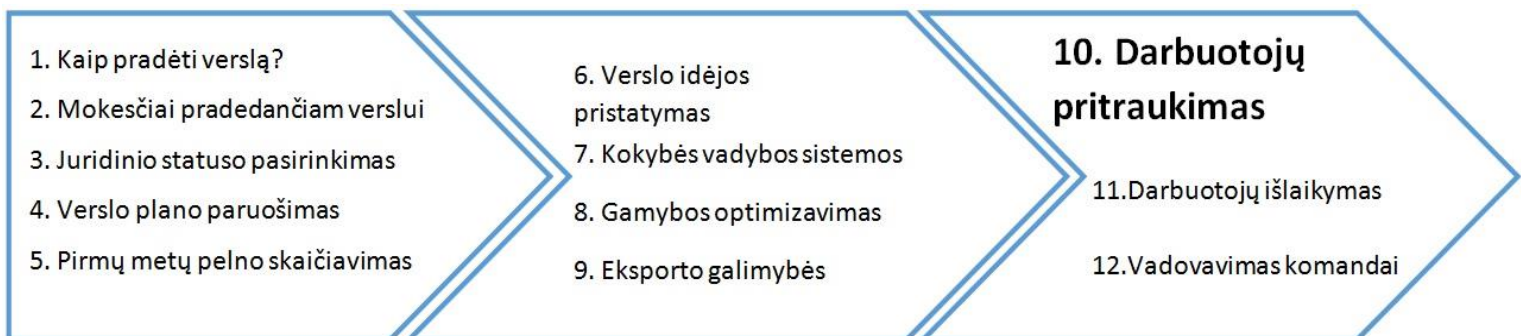 1. Kaip pradėti verslą?
2. Mokesčiai pradedančiam verslui
3. Juridinio statuso pasirinkimas
4. Verslo plano paruošimas
5. Pirmų metų pelno skaičiavimas
6. Verslo idėjos
pristatymas
7. Kokybės vadybos sistemos
8. Gamybos optimizavimas
9. Eksporto galimybės
10. Darbuotojų
pritraukimas
11.Darbuotojų išlaikymas
12.Vadovavimas komandai